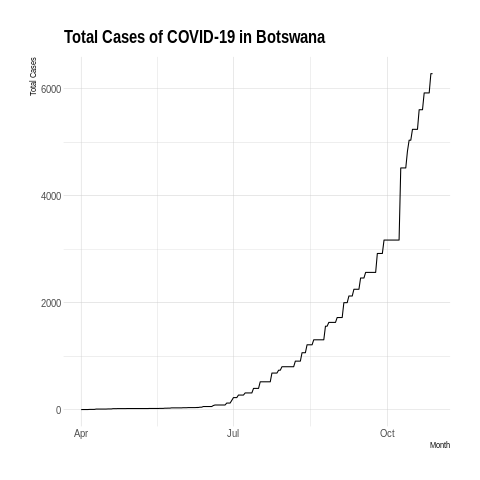 Total Cases of COVID-19 in Botswana
Total Cases
6000
4000
2000
0
Apr
Jul
Oct
Month